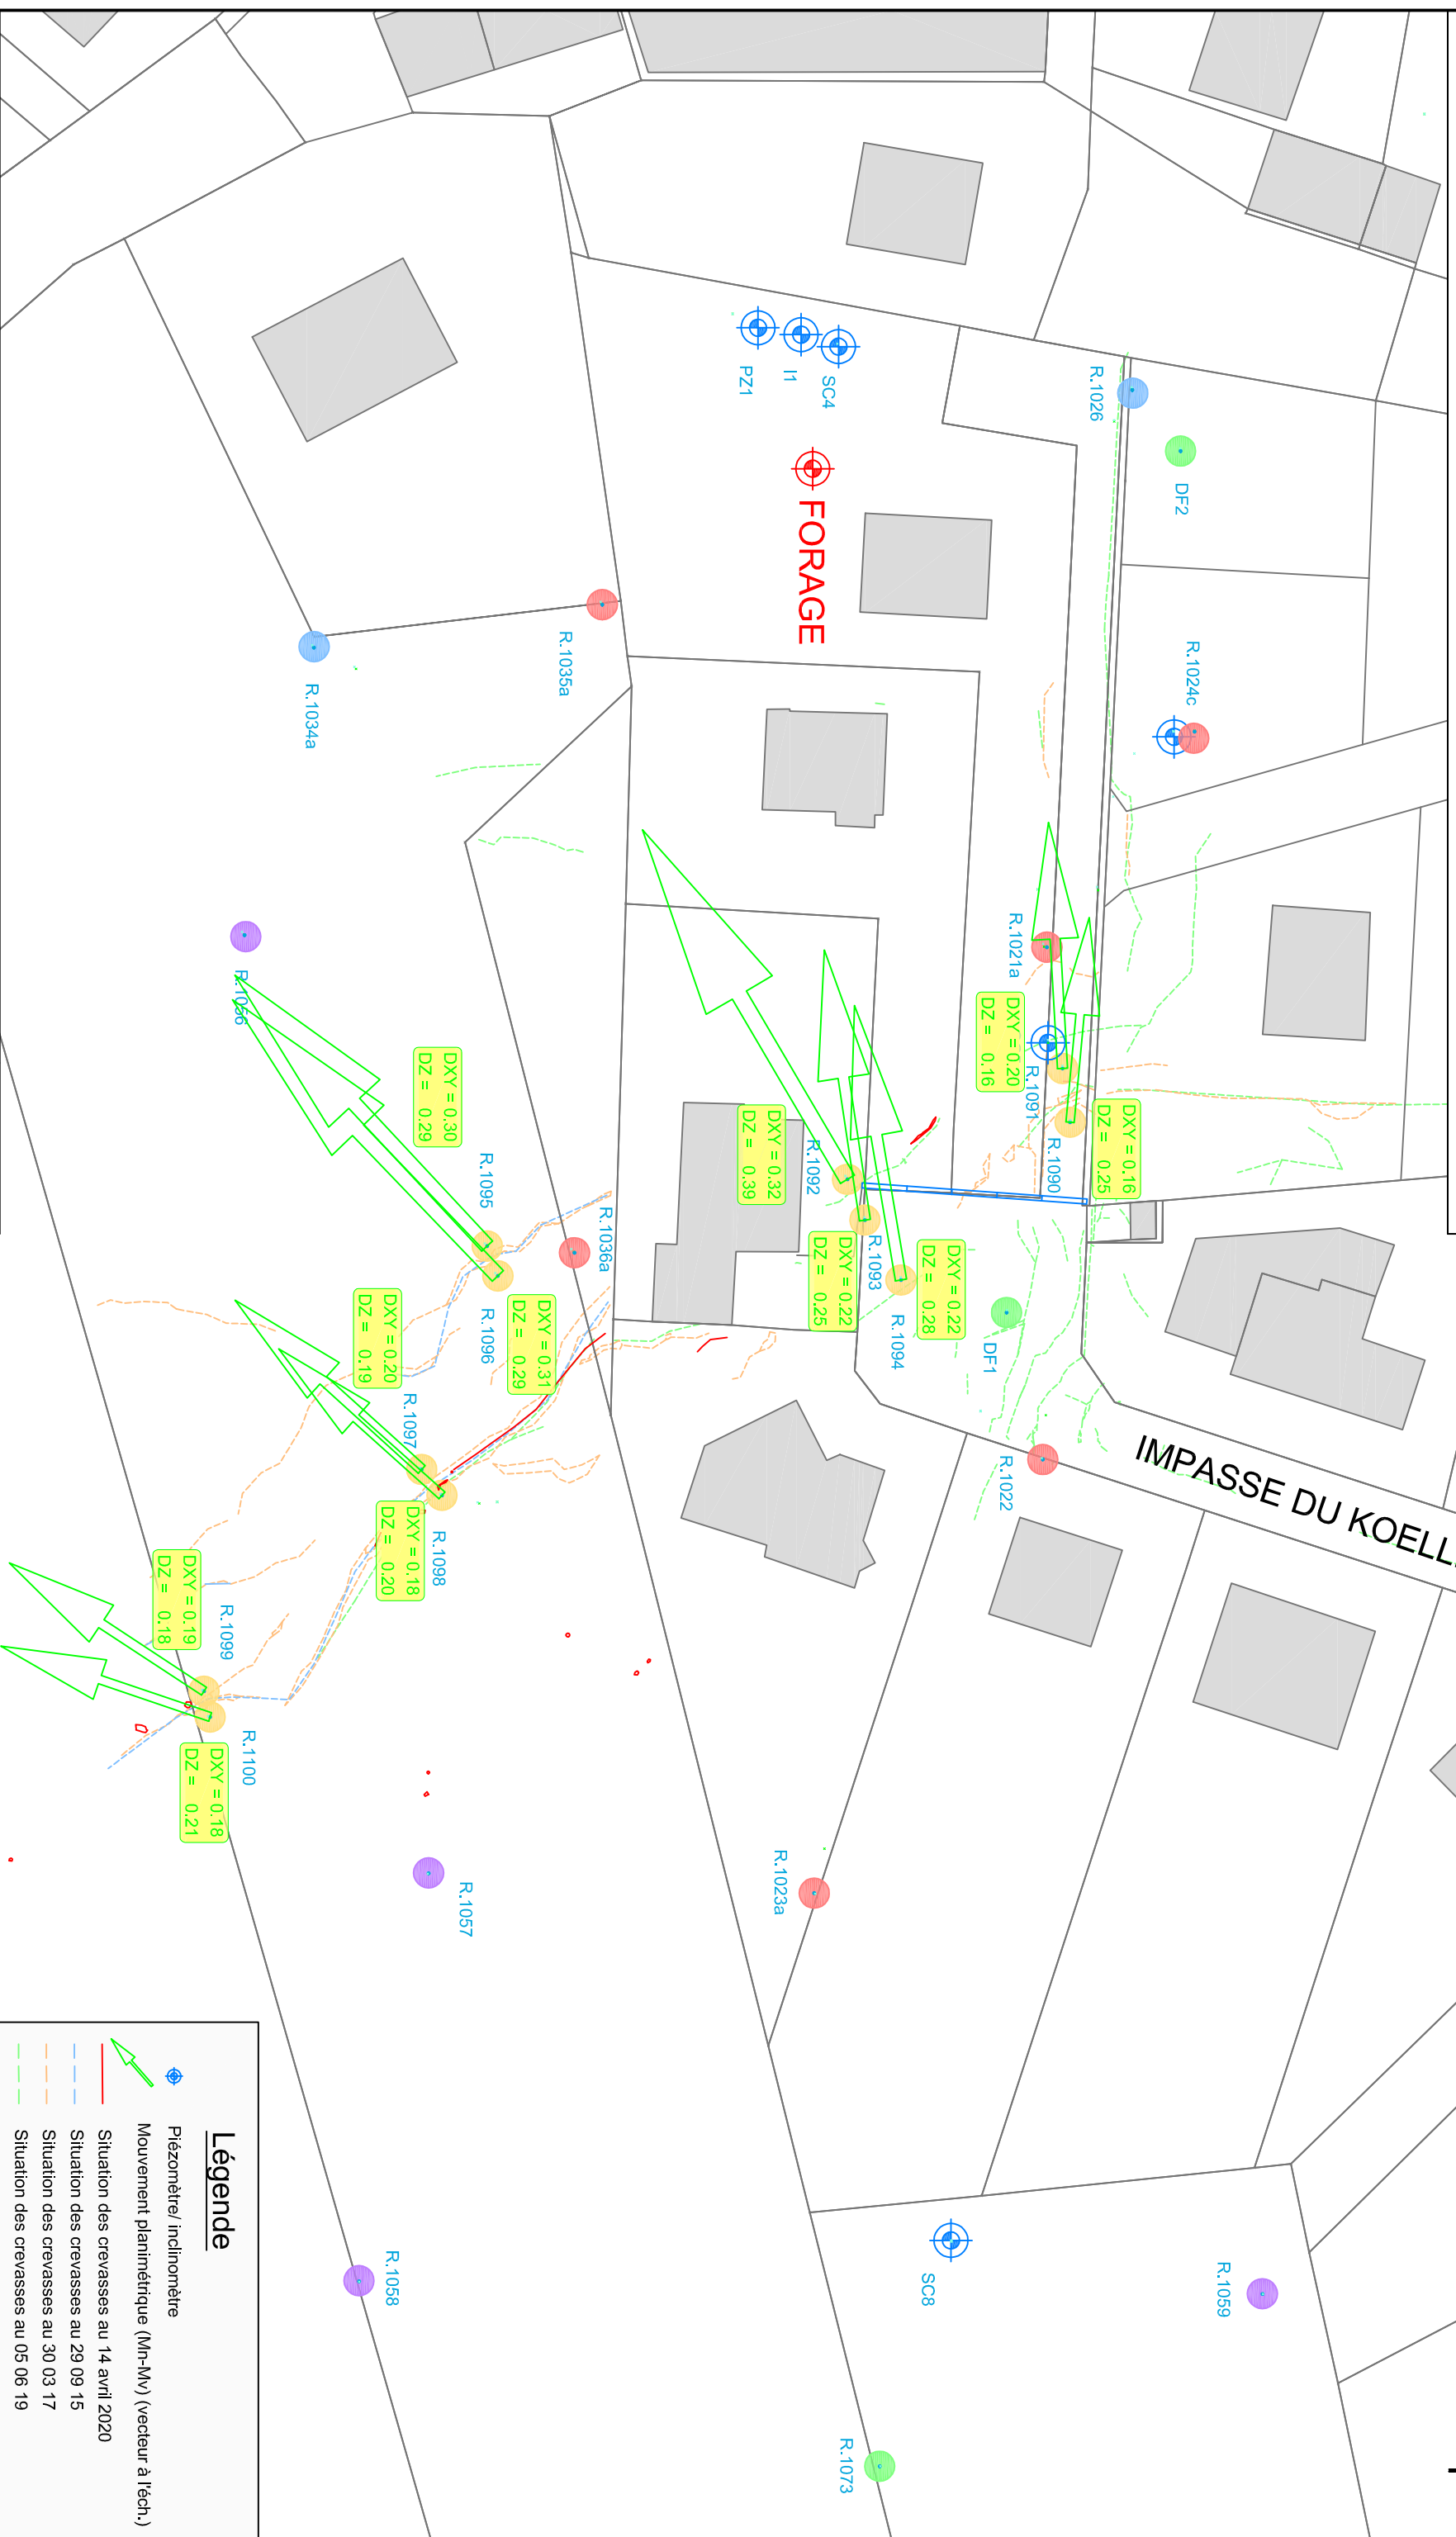 R.1026
DF2
PZ1
I1
SC4
FORAGE
R.1024c
R.1035a
R.1034a
R.1021a
R.1056
DXY = 0.20
DZ = 0.16
R.1091
R.1090
DXY = 0.16
DZ = 0.25
DXY = 0.30
DZ = 0.29
R.1095
DXY = 0.32
DZ = 0.39
R.1092
R.1036a
R.1093
DXY = 0.22
DZ = 0.25
DXY = 0.22
DZ = 0.28
R.1094
DF1
R.1096
DXY = 0.31
DZ = 0.29
DXY = 0.20
DZ = 0.19
R.1097
R.1022
IMPASSE DU KOELL
DXY = 0.18
DZ = 0.20
R.1098
DXY = 0.19
DZ = 0.18
R.1099
R.1100
DXY = 0.18
DZ = 0.21
R.1023a
R.1057
R.1058
SC8
R.1059
R.1073
Légende
Piézomètre/ inclinomètre
Mouvement planimétrique (Mn-Mv) (vecteur à l'éch.)
Situation des crevasses au 14 avril 2020
Situation des crevasses au 29 09 15
Situation des crevasses au 30 03 17
Situation des crevasses au 05 06 19